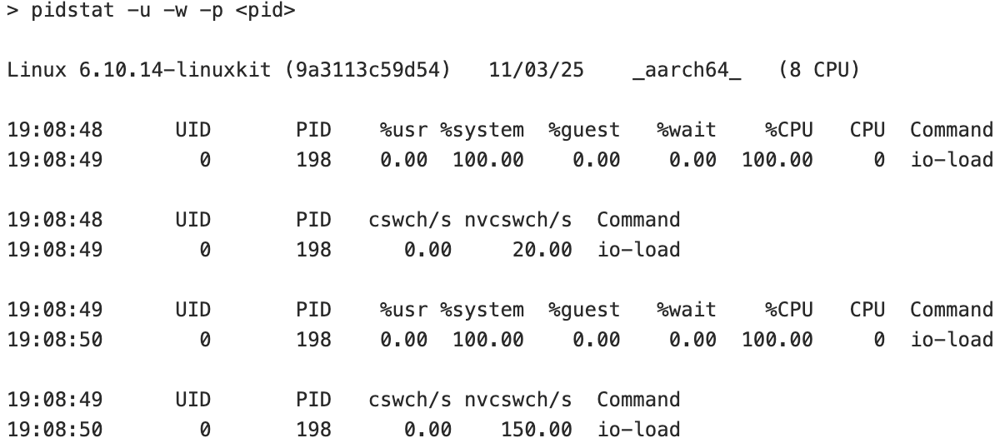 > pidstat -u -w -p <pid>
Linux 6.10.14-linuxkit (9a3113c59d54)   11/03/25    _aarch64_   (8 CPU)
19:08:48      UID       PID    %usr %system  %guest   %wait    %CPU   CPU  Command
19:08:49        0       198    0.00  100.00    0.00    0.00  100.00     0  io-load
19:08:48      UID       PID   cswch/s nvcswch/s  Command
19:08:49        0       198      0.00     20.00  io-load
19:08:49      UID       PID    %usr %system  %guest   %wait    %CPU   CPU  Command
19:08:50        0       198    0.00  100.00    0.00    0.00  100.00     0  io-load
19:08:49      UID       PID   cswch/s nvcswch/s  Command
19:08:50        0       198      0.00    150.00  io-load